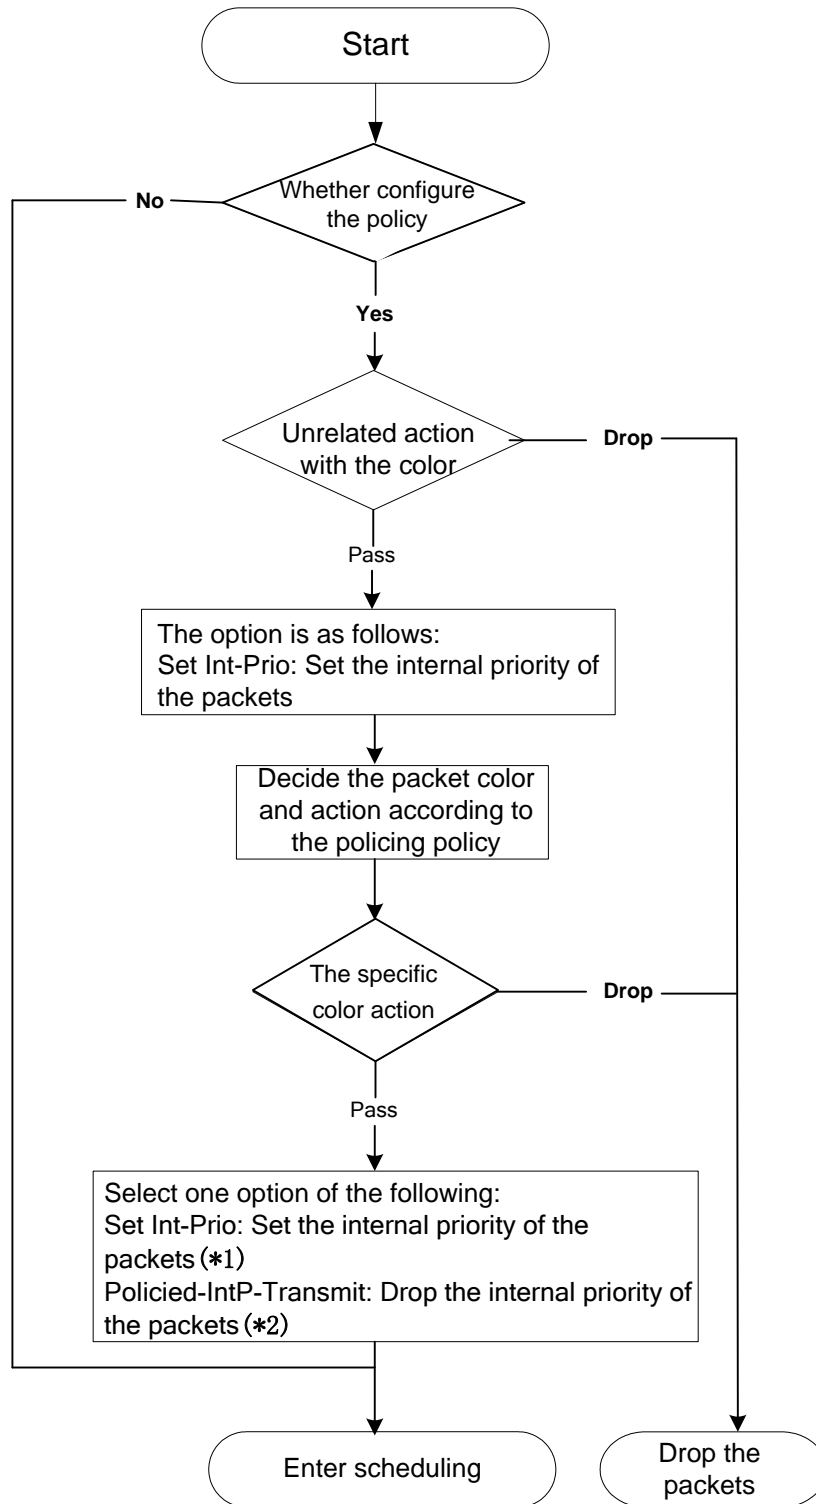 Start
Whether configure
the policy
No
Yes
Unrelated action
with the color
Drop
Pass
The option is as follows:
Set Int-Prio: Set the internal priority of
the packets
Decide the packet color
and action according to
the policing policy
The specific
color action
Drop
Pass
Select one option of the following:
Set Int-Prio: Set the internal priority of the
packets(*1)
Policied-IntP-Transmit: Drop the internal priority of
the packets(*2)
Enter scheduling
Drop the
packets